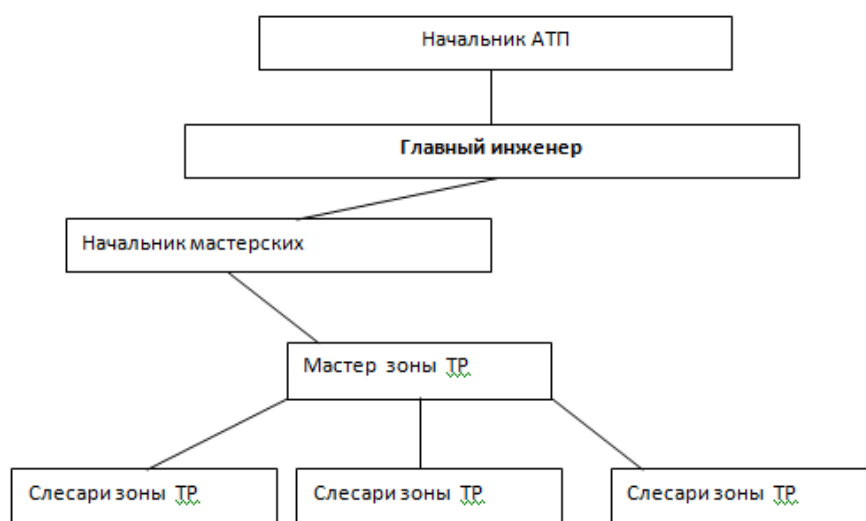 Начальник АТП
Главный инженер
Начальник мастерских
Мастер зоны ТР
Слесари зоны ТР
Слесари зоны ТР
Слесари зоны ТР